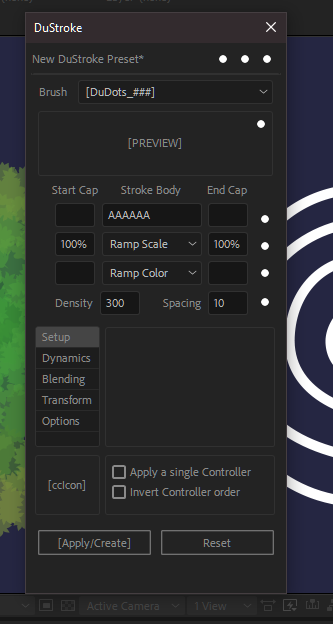 DuStroke
New DuStroke Preset*
Brush [DuDots_###]
[PREVIEW]
Start Cap Stroke Body End Cap
AAAAAA
100% Ramp Scale 100%
Ramp Color
Density 300 Spacing 10
Setup
Dynamics
Blending
Transform
Options
[ccIcon]
Apply a single Controller
Invert Controller order
[Apply/Create] Reset
Active Camera 1 View